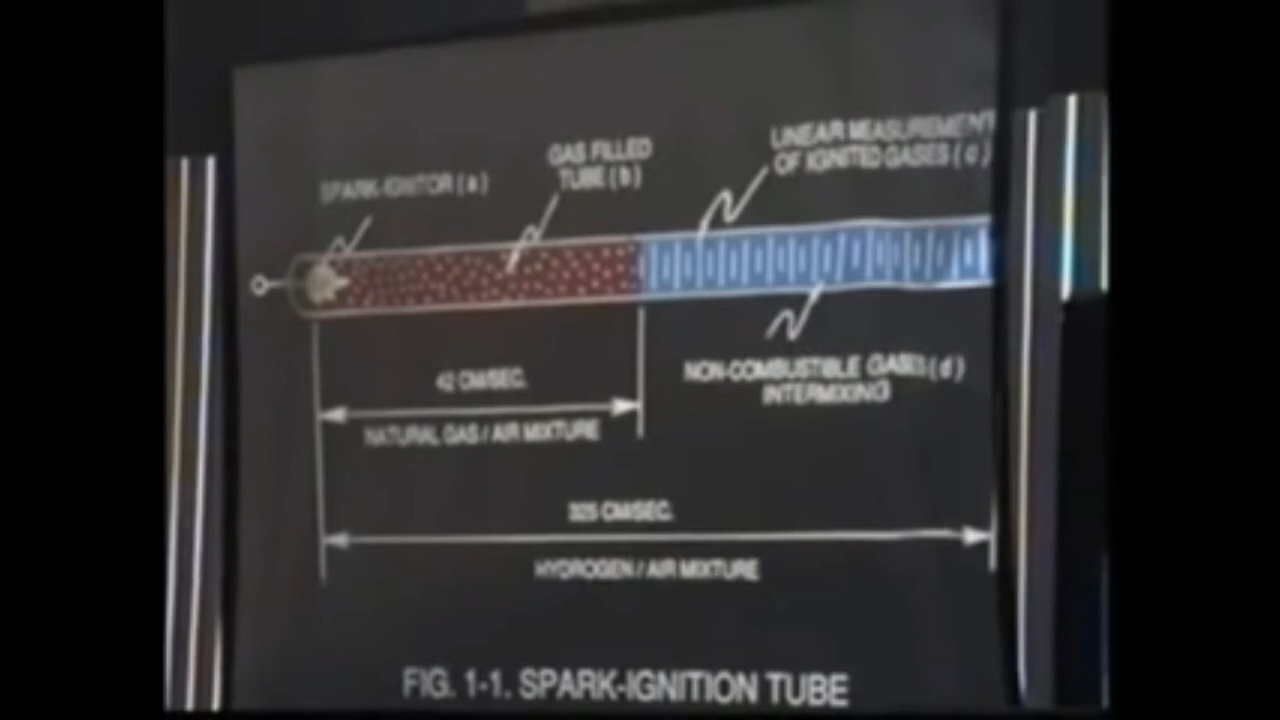 LINEAR MEASUREMENT
OF IGNITED GASES (c)
GAS FILLED
TUBE (b)
SPARK-IGNITOR (a)
42 CM/SEC.
NATURAL GAS / AIR MIXTURE
NON-COMBUSTIBLE GASES (d)
INTERMIXING
325 CM/SEC.
HYDROGEN / AIR MIXTURE
FIG. 1-1. SPARK-IGNITION TUBE